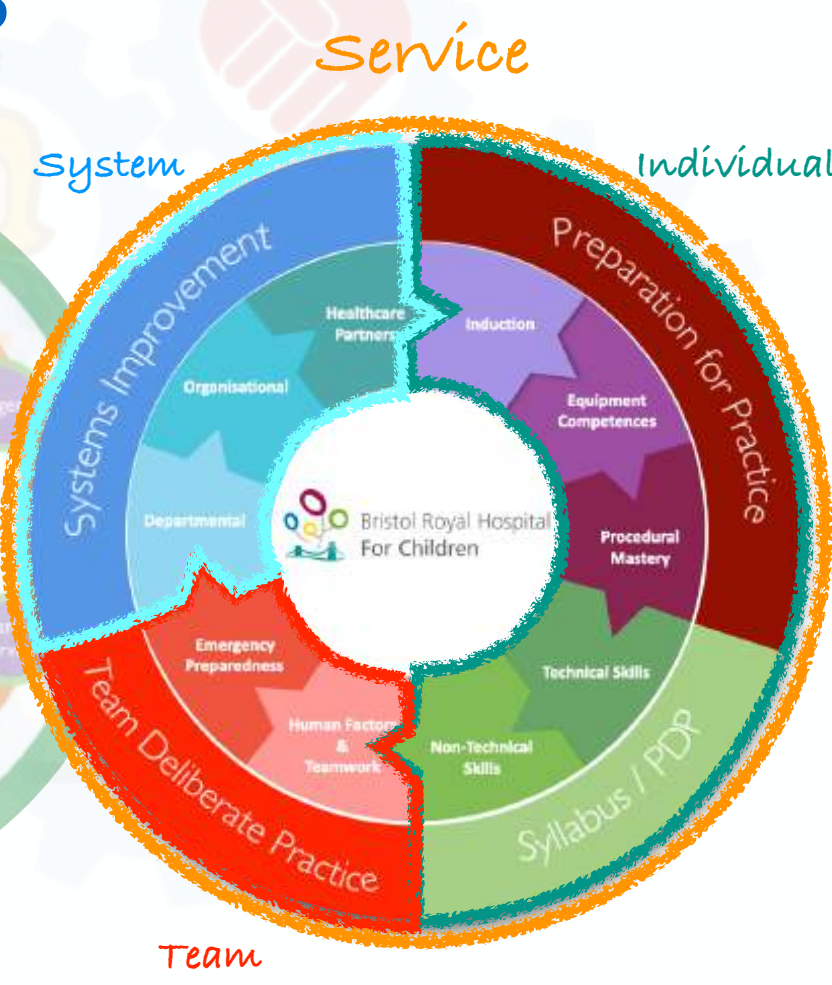 Service
System
Individual
Systems Improvement
Preparation for Practice
Healthcare
Partners
Induction
Organisational
Equipment
Competences
Departmental
Bristol Royal Hospital
For Children
Procedural
Mastery
Emergency
Preparedness
Technical Skills
Human Factors
&
Teamwork
Non-Technical
Skills
Team Deliberate Practice
Syllabus / PDP
Team